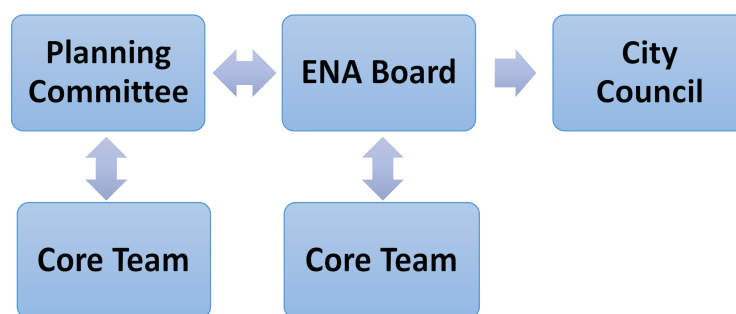 Planning
Committee
ENA Board
City
Council
Core Team
Core Team